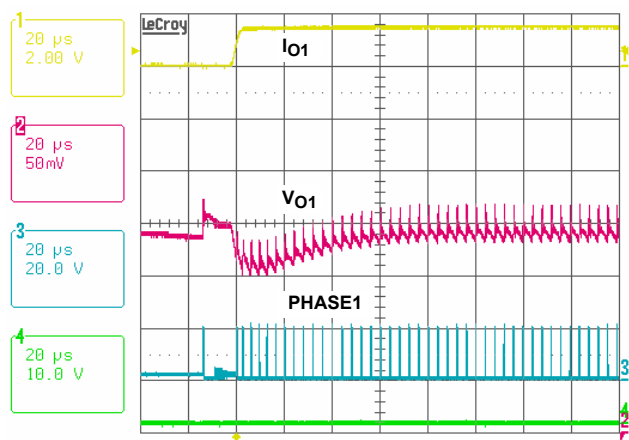 1
20 µs
2.00 V
2
20 µs
50mV
3
20 µs
20.0 V
4
20 µs
10.0 V
LeCroy
IO1
VO1
PHASE1
1
3
4
2